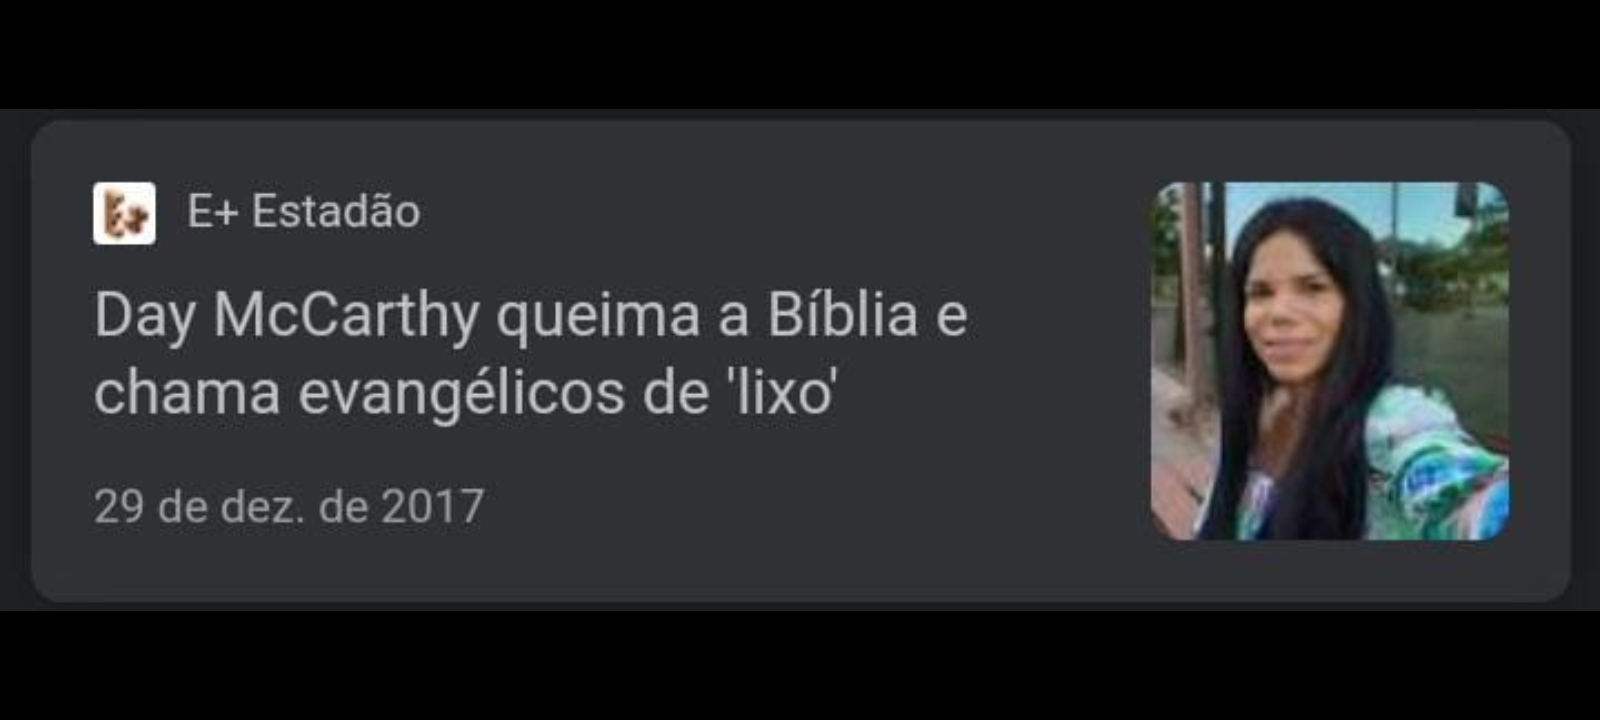 E+ Estadão
Day McCarthy queima a Bíblia e
chama evangélicos de 'lixo'
29 de dez. de 2017